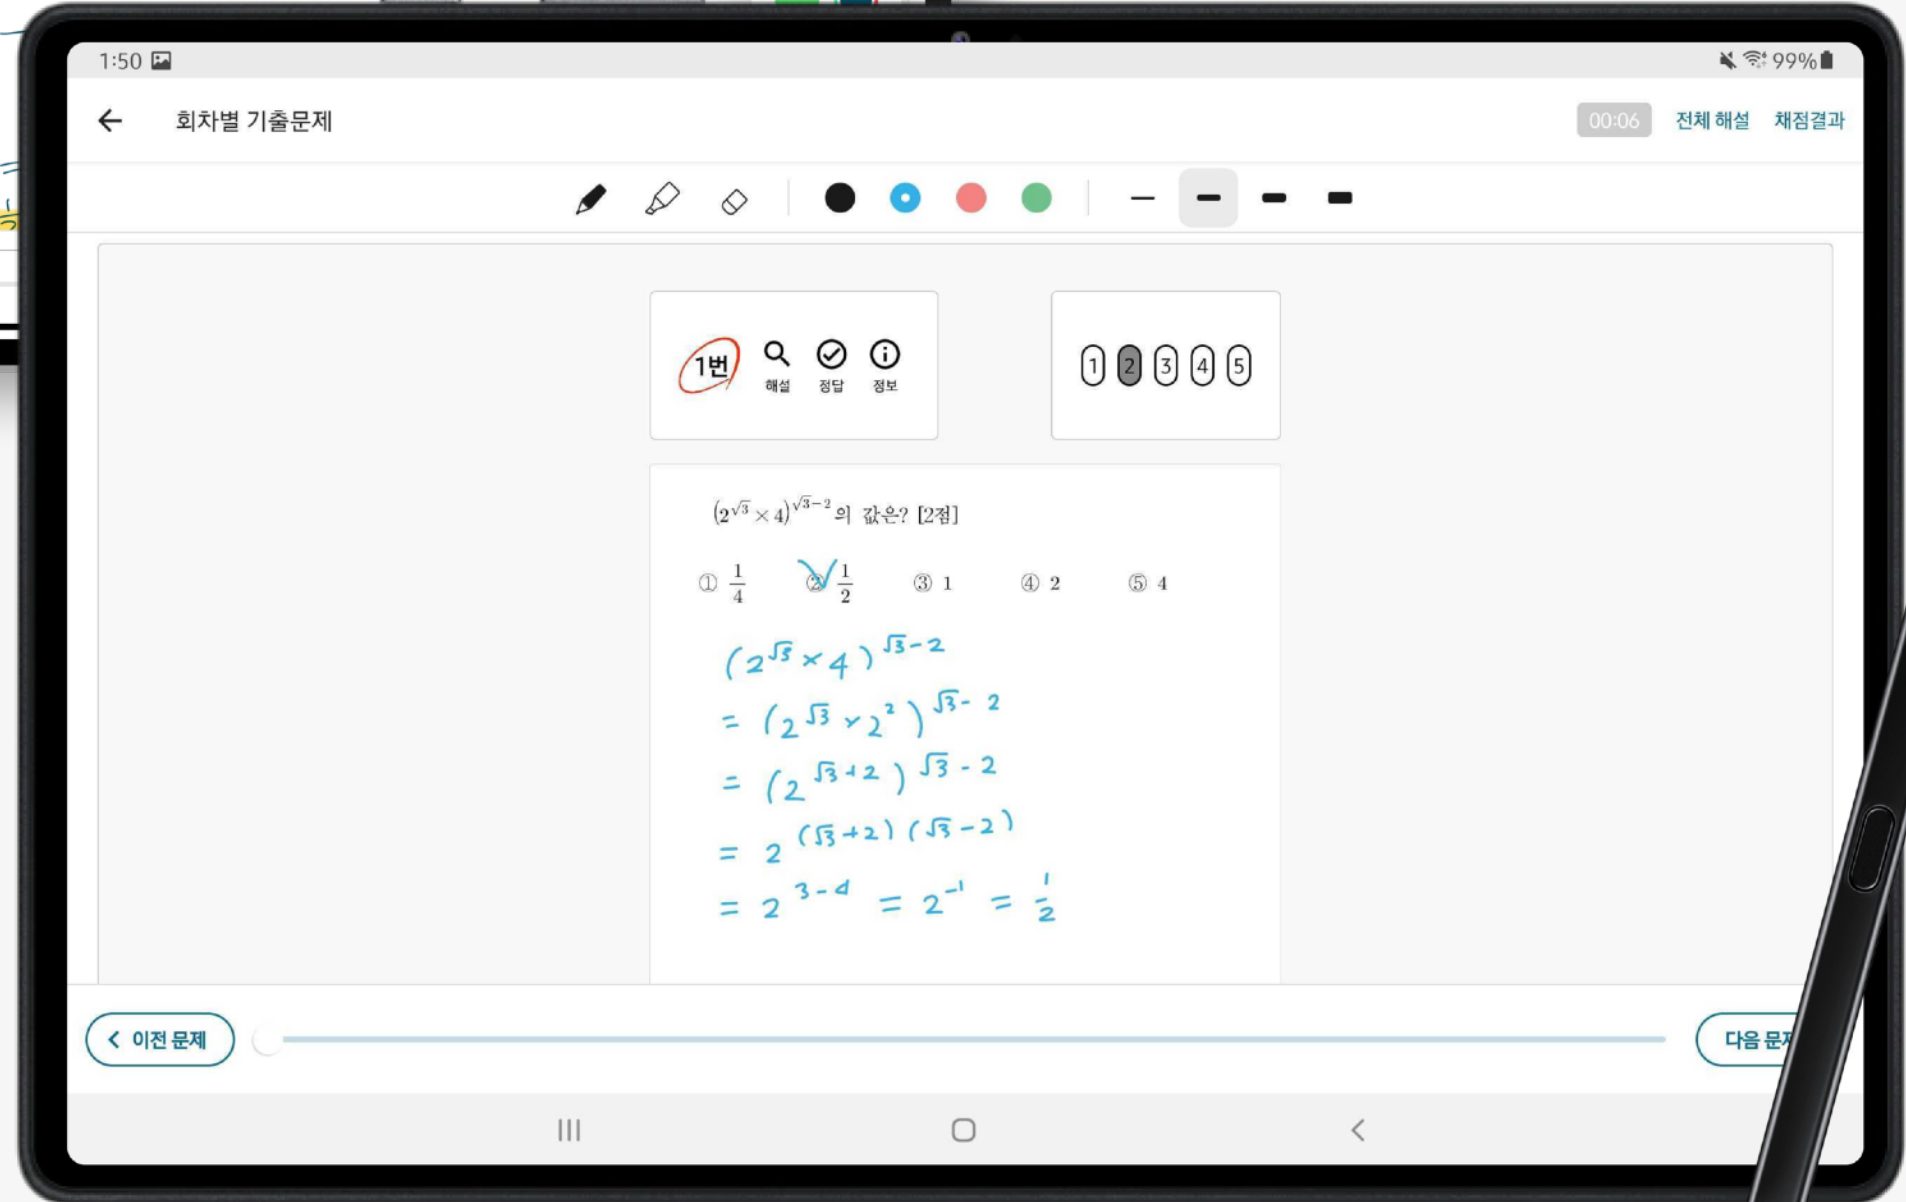 1:50 99%
회차별 기출문제 00:06 전체 해설 채점결과
1번 해설 정답 정보
1 2 3 4 5
(2^√3 × 4)^√3−2 의 값은? [2점]
① 1/4 ② 1/2 ③ 1 ④ 2 ⑤ 4
(2^√3 × 4)^√3−2
= (2^√3 × 2^2)^√3−2
= (2^√3+2)^√3−2
= 2^(√3+2)(√3−2)
= 2^3−4 = 2^−1 = 1/2
이전 문제 다음